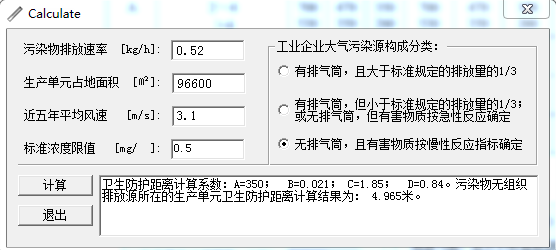 Calculate
污染物排放速率 [kg/h]: 0.52
生产单元占地面积 [m²]: 96600
近五年平均风速 [m/s]: 3.1
标准浓度限值 [mg/ ]: 0.5
工业企业大气污染源构成分类:
有排气筒，且大于标准规定的排放量的1/3
有排气筒，但小于标准规定的排放量的1/3;
或无排气筒，但有害物质按急性反应确定
无排气筒，且有害物质按慢性反应指标确定
计算
退出
卫生防护距离计算系数: A=350; B=0.021; C=1.85; D=0.84。污染物无组织
排放源所在的生产单元卫生防护距离计算结果为: 4.965米。